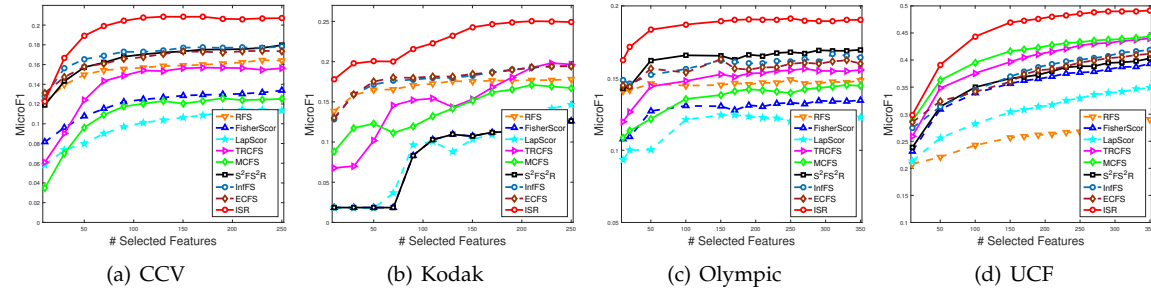 MicroF1
0.2
0.18
0.16
0.14
0.12
0.1
0.08
0.06
0.04
0.02
0
50
100
150
200
250
# Selected Features
RFS
FisherScor
LapScor
TRCFS
MCFS
S²FS²R
InfFS
ECFS
ISR
(a) CCV
MicroF1
0.25
0.2
0.15
0.1
0.05
0
50
100
150
200
250
# Selected Features
RFS
FisherScor
LapScor
TRCFS
MCFS
S²FS²R
InfFS
ECFS
ISR
(b) Kodak
MicroF1
0.2
0.15
0.1
0.05
50
100
150
200
250
300
350
# Selected Features
RFS
FisherScor
LapScor
TRCFS
MCFS
S²FS²R
InfFS
ECFS
ISR
(c) Olympic
MicroF1
0.5
0.4
0.3
0.2
0.1
50
100
150
200
250
300
350
# Selected Features
RFS
FisherScor
LapScor
TRCFS
MCFS
S²FS²R
InfFS
ECFS
ISR
(d) UCF